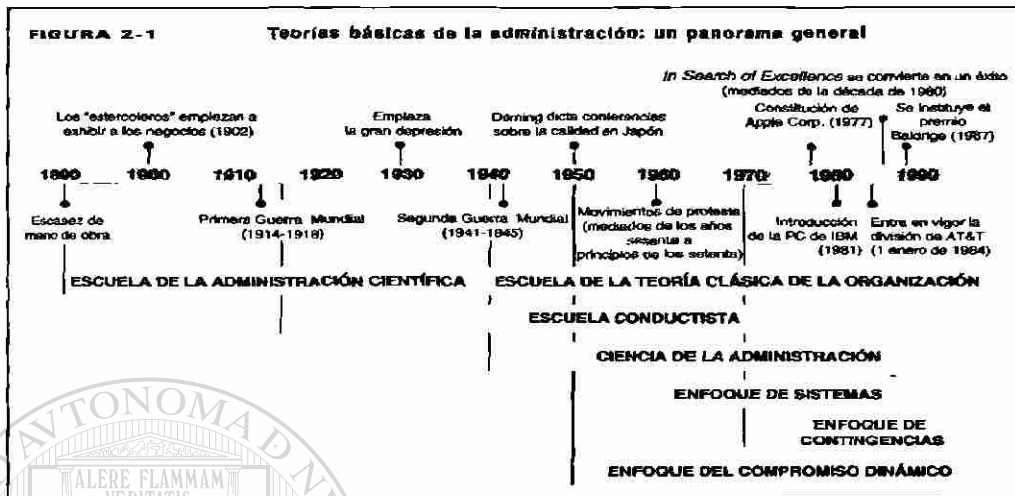 FIGURA 2-1 Teorías básicas de la administración: un panorama general
In Search of Excellence se convierte en un éxito
(mediados de la década de 1980)
Los "estercoleros" empiezan a
exhibir a los negocios (1902)
Empieza
la gran depresión
Deming dicta conferencias
sobre la calidad en Japón
Constitución de
Apple Corp. (1977)
Se instituye el
premio
Baldrige (1987)
1890 1900 1910 1920 1930 1940 1950 1960 1970 1980 1990
Escasez de
mano de obra
Primera Guerra Mundial
(1914-1918)
Segunda Guerra Mundial
(1941-1945)
Movimientos de protesta
(mediados de los años
sesenta a
principios de los setenta)
Introducción
de la PC de IBM
(1981)
Entra en vigor la
división de AT&T
(1 enero de 1984)
ESCUELA DE LA ADMINISTRACIÓN CIENTÍFICA ESCUELA DE LA TEORÍA CLÁSICA DE LA ORGANIZACIÓN
ESCUELA CONDUCTISTA
CIENCIA DE LA ADMINISTRACIÓN
ENFOQUE DE SISTEMAS
ENFOQUE DE
CONTINGENCIAS
ENFOQUE DEL COMPROMISO DINÁMICO
AUTONOMA D
ALERE FLAMMAM
VERITATIS